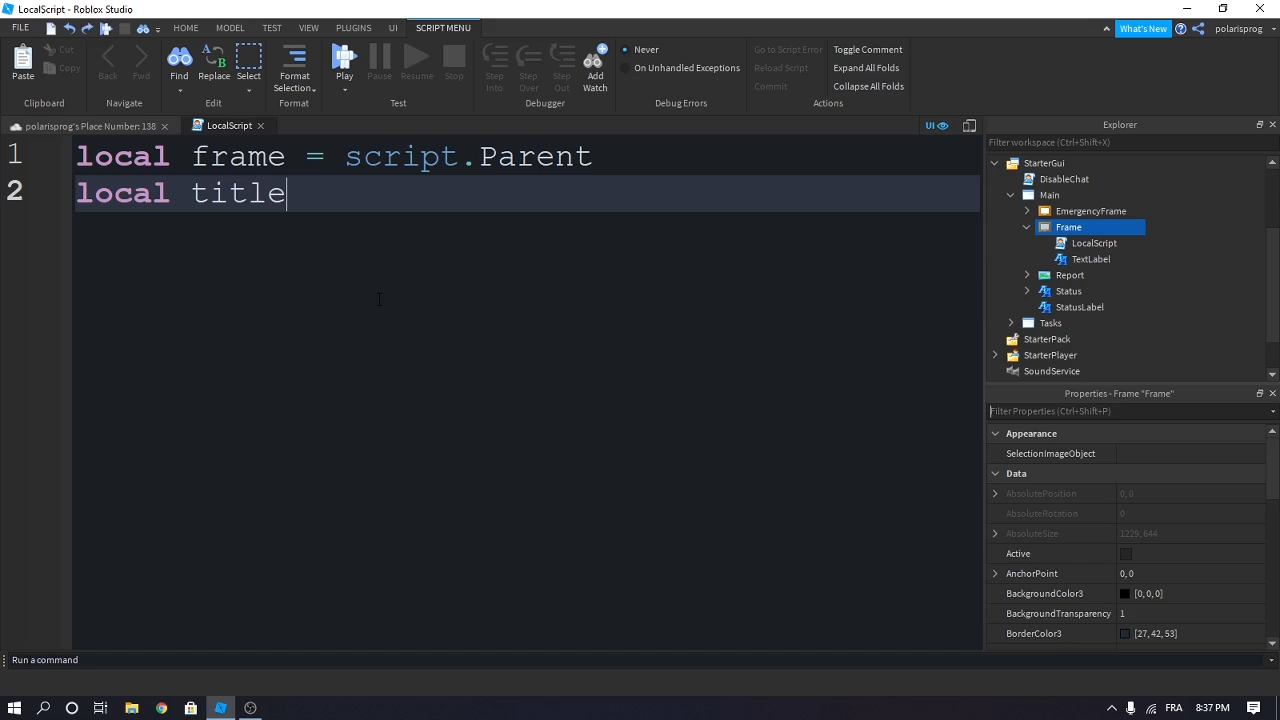 LocalScript - Roblox Studio
FILE HOME MODEL TEST VIEW PLUGINS UI SCRIPT MENU What's New polarisprog
Paste Cut Copy
Back Fwd
Find Replace Select
Format Selection
Play Pause Resume Stop
Step Into Step Over Step Out Add Watch
Never
On Unhandled Exceptions
Go to Script Error
Reload Script
Commit
Toggle Comment
Expand All Folds
Collapse All Folds
Clipboard Navigate Edit Format Test Debugger Debug Errors Actions
polarisprog's Place Number: 138 LocalScript UI
1 local frame = script.Parent
2 local title
Explorer
Filter workspace (Ctrl+Shift+X)
StarterGui
DisableChat
Main
EmergencyFrame
Frame
LocalScript
TextLabel
Report
Status
StatusLabel
Tasks
StarterPack
StarterPlayer
SoundService
Properties - Frame "Frame"
Filter Properties (Ctrl+Shift+P)
Appearance
SelectionImageObject
Data
AbsolutePosition 0, 0
AbsoluteRotation 0
AbsoluteSize 1229, 644
Active
AnchorPoint 0, 0
BackgroundColor3 [0, 0, 0]
BackgroundTransparency 1
BorderColor3 [27, 42, 53]
Run a command
FRA 8:37 PM